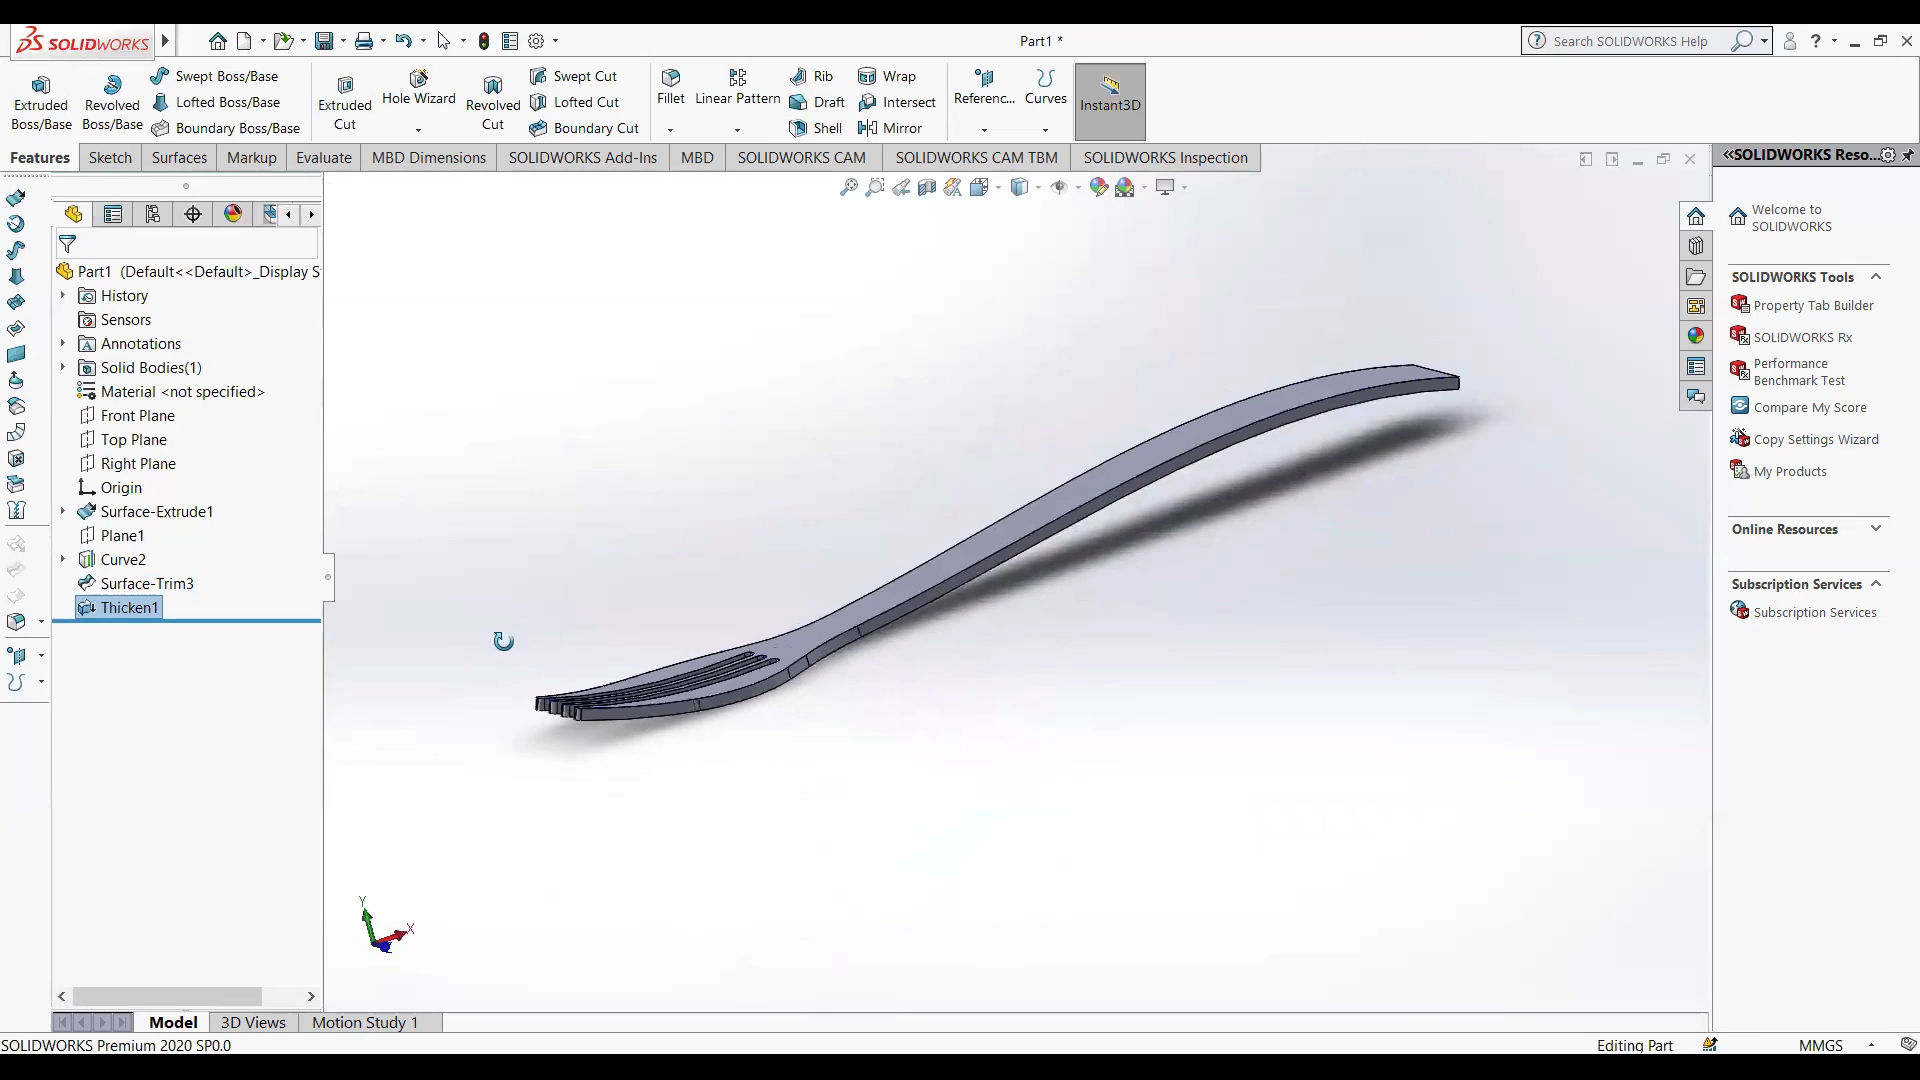 SOLIDWORKS
Part1 *
Search SOLIDWORKS Help
Extruded Boss/Base
Revolved Boss/Base
Swept Boss/Base
Lofted Boss/Base
Boundary Boss/Base
Extruded Cut
Hole Wizard
Revolved Cut
Swept Cut
Lofted Cut
Boundary Cut
Fillet
Linear Pattern
Rib
Draft
Shell
Wrap
Intersect
Mirror
Referenc...
Curves
Instant3D
Features
Sketch
Surfaces
Markup
Evaluate
MBD Dimensions
SOLIDWORKS Add-Ins
MBD
SOLIDWORKS CAM
SOLIDWORKS CAM TBM
SOLIDWORKS Inspection
Part1 (Default<<Default>_Display S
History
Sensors
Annotations
Solid Bodies(1)
Material <not specified>
Front Plane
Top Plane
Right Plane
Origin
Surface-Extrude1
Plane1
Curve2
Surface-Trim3
Thicken1
Y
X
Z
SOLIDWORKS Reso...
Welcome to
SOLIDWORKS
SOLIDWORKS Tools
Property Tab Builder
SOLIDWORKS Rx
Performance
Benchmark Test
Compare My Score
Copy Settings Wizard
My Products
Online Resources
Subscription Services
Subscription Services
Model
3D Views
Motion Study 1
SOLIDWORKS Premium 2020 SP0.0
Editing Part
MMGS